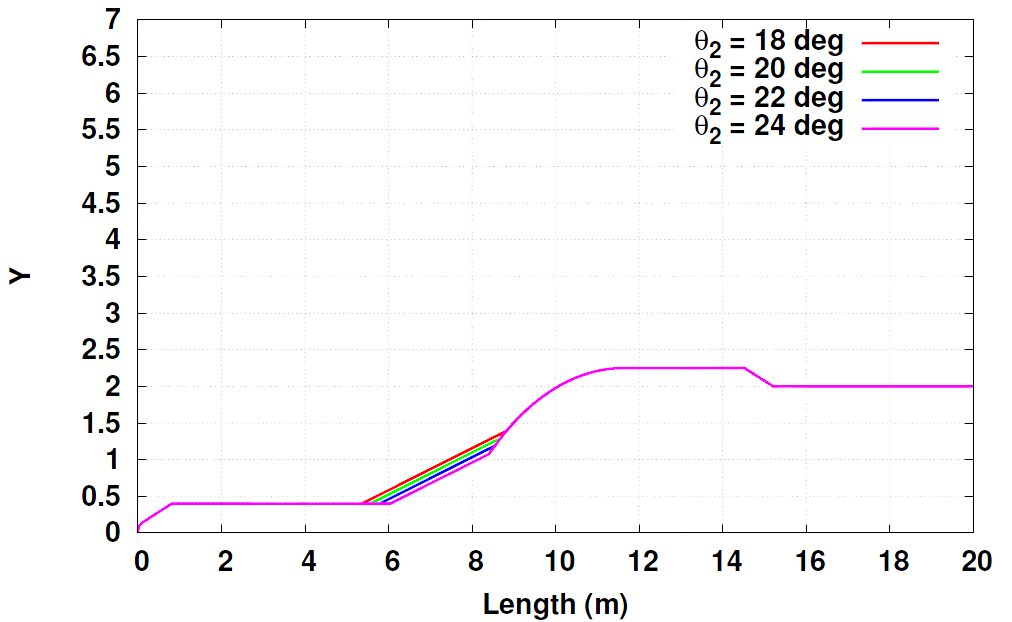 7
6.5
6
5.5
5
4.5
4
3.5
3
2.5
2
1.5
1
0.5
0
Y
θ2 = 18 deg
θ2 = 20 deg
θ2 = 22 deg
θ2 = 24 deg
0 2 4 6 8 10 12 14 16 18 20
Length (m)